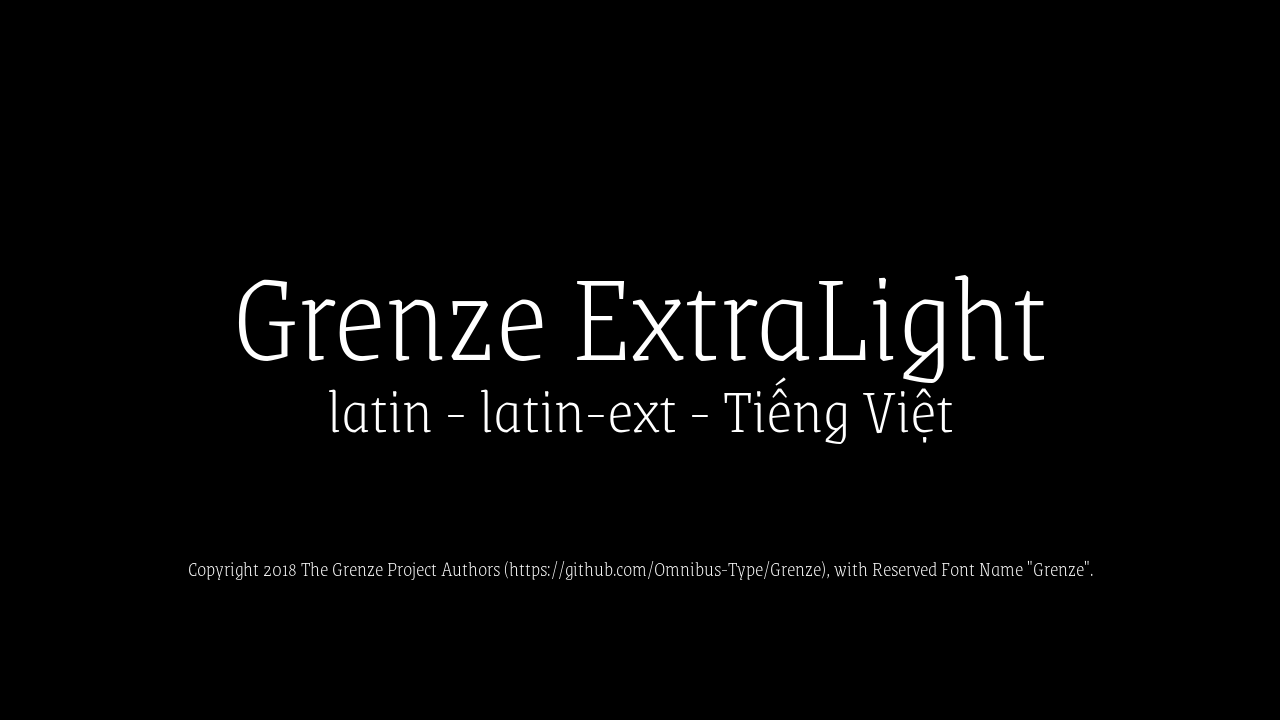 Grenze ExtraLight
latin - latin-ext - Tiếng Việt
Copyright 2018 The Grenze Project Authors (https://github.com/Omnibus-Type/Grenze), with Reserved Font Name "Grenze".